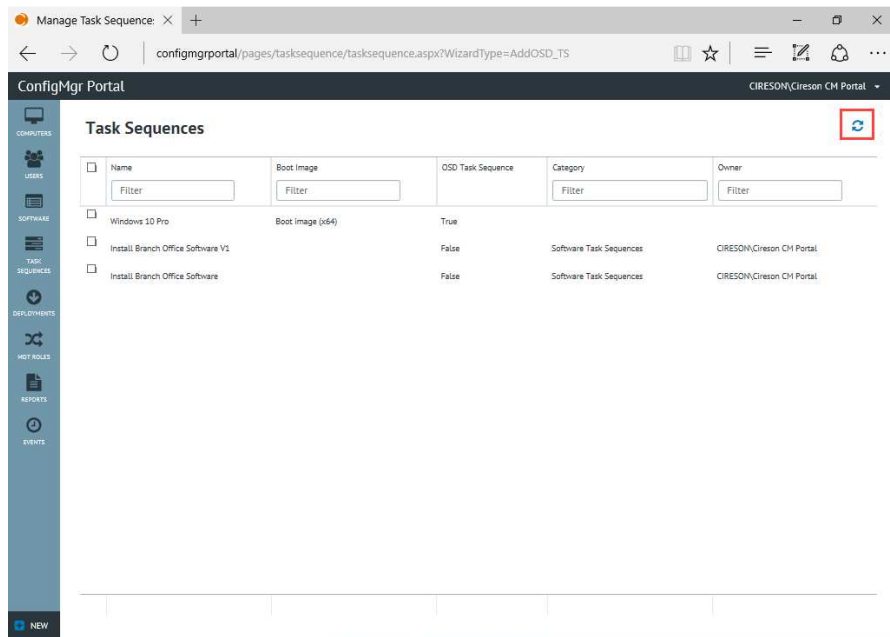 Manage Task Sequence:
configmgrportal/pages/tasksequence/tasksequence.aspx?WizardType=AddOSD_TS
ConfigMgr Portal
CIRESON\Cireson CM Portal
COMPUTERS
USERS
SOFTWARE
TASK
SEQUENCES
DEPLOYMENTS
MDT ROLES
REPORTS
EVENTS
NEW
Task Sequences
Name Boot Image OSD Task Sequence Category Owner
Filter Filter Filter Filter
Windows 10 Pro Boot image (x64) True
Install Branch Office Software V1 False Software Task Sequences CIRESON\Cireson CM Portal
Install Branch Office Software False Software Task Sequences CIRESON\Cireson CM Portal